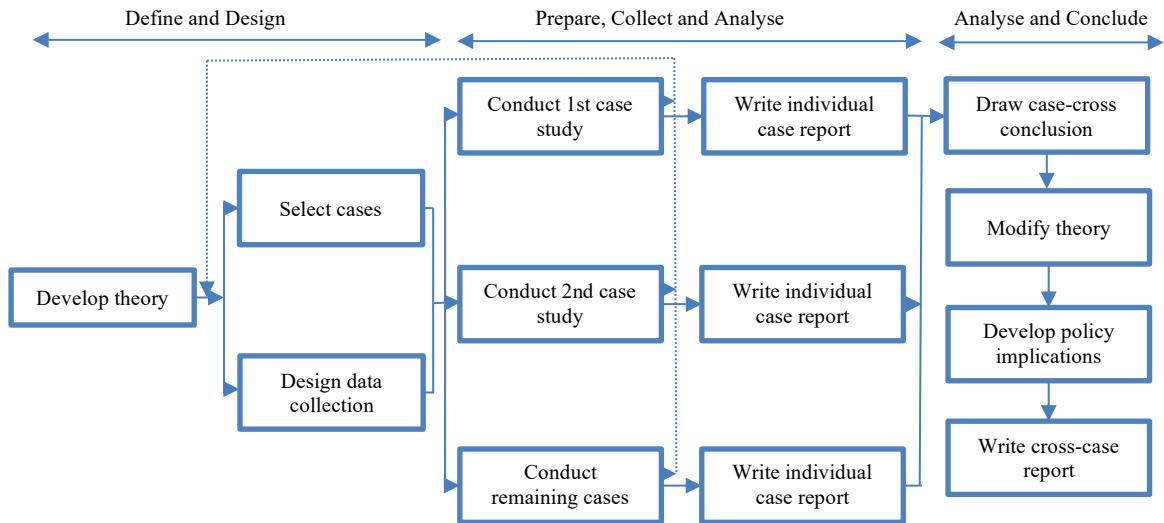 Define and Design
Prepare, Collect and Analyse
Analyse and Conclude
Conduct 1st case
study
Write individual
case report
Draw case-cross
conclusion
Select cases
Modify theory
Develop theory
Conduct 2nd case
study
Write individual
case report
Develop policy
implications
Design data
collection
Conduct
remaining cases
Write individual
case report
Write cross-case
report